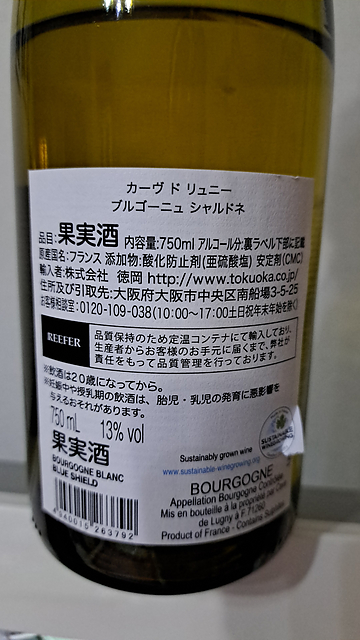 カーヴ ド リュニー
ブルゴーニュ シャルドネ
品目:果実酒 内容量:750ml アルコール分:裏ラベル下部に記載
原産国名:フランス 添加物:酸化防止剤(亜硫酸塩) 安定剤(CMC)
輸入者:株式会社 徳岡 http://www.tokuoka.co.jp/
住所及び引取先:大阪府大阪市中央区南船場3-5-25
お客様相談室:0120-109-038(10:00〜17:00土日祝年末年始を除く)
REEFER
品質保持のため定温コンテナにて輸入しており、
生産者からお客様のお手元に届くまで、弊社が
責任をもって品質管理を行っております。
※飲酒は20歳になってから。
※妊娠中や授乳期の飲酒は、胎児・乳児の発育に悪影響を
与えるおそれがあります。
750 mL 13% vol
果実酒
BOURGOGNE BLANC
BLUE SHIELD
Sustainably grown wine
www.sustainable-winegrowing.org
BOURGOGNE
Appellation Bourgogne Contrôlée
Mis en bouteille à la propriété par
de Lugny à F.71260
Product of France - Contains